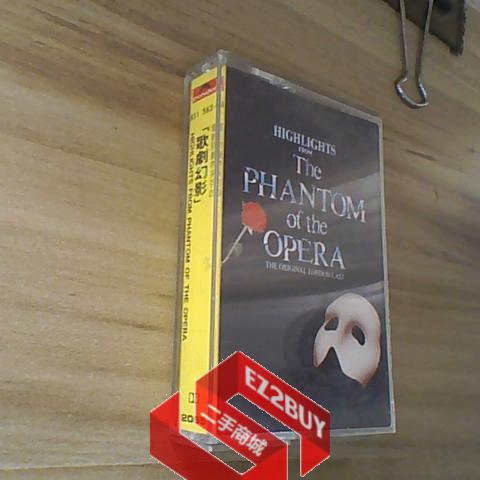 HIGHLIGHTS
FROM
The
PHANTOM
of the
OPERA
THE ORIGINAL LONDON CAST
「歌劇幻影」
HIGHLIGHTS FROM PHANTOM OF THE OPERA
EZ2BUY
二手商城